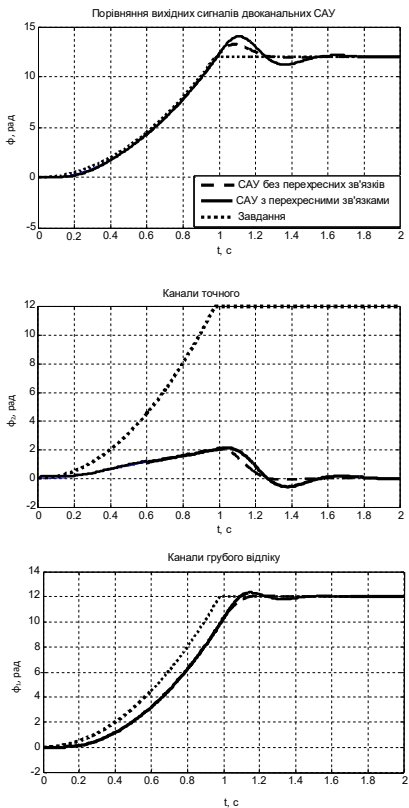 Порівняння вихідних сигналів двоканальних САУ
15
10
5
0
-5
ϕ, рад
САУ без перехресних зв'язків
САУ з перехресними зв'язками
Завдання
0 0.2 0.4 0.6 0.8 1 1.2 1.4 1.6 1.8 2
t, с
Канали точного
12
10
8
6
4
2
0
-2
рад
0 0.2 0.4 0.6 0.8 1 1.2 1.4 1.6 1.8 2
t, с
Канали грубого відліку
14
12
10
8
6
4
2
0
-2
рад
0 0.2 0.4 0.6 0.8 1 1.2 1.4 1.6 1.8 2
t, с